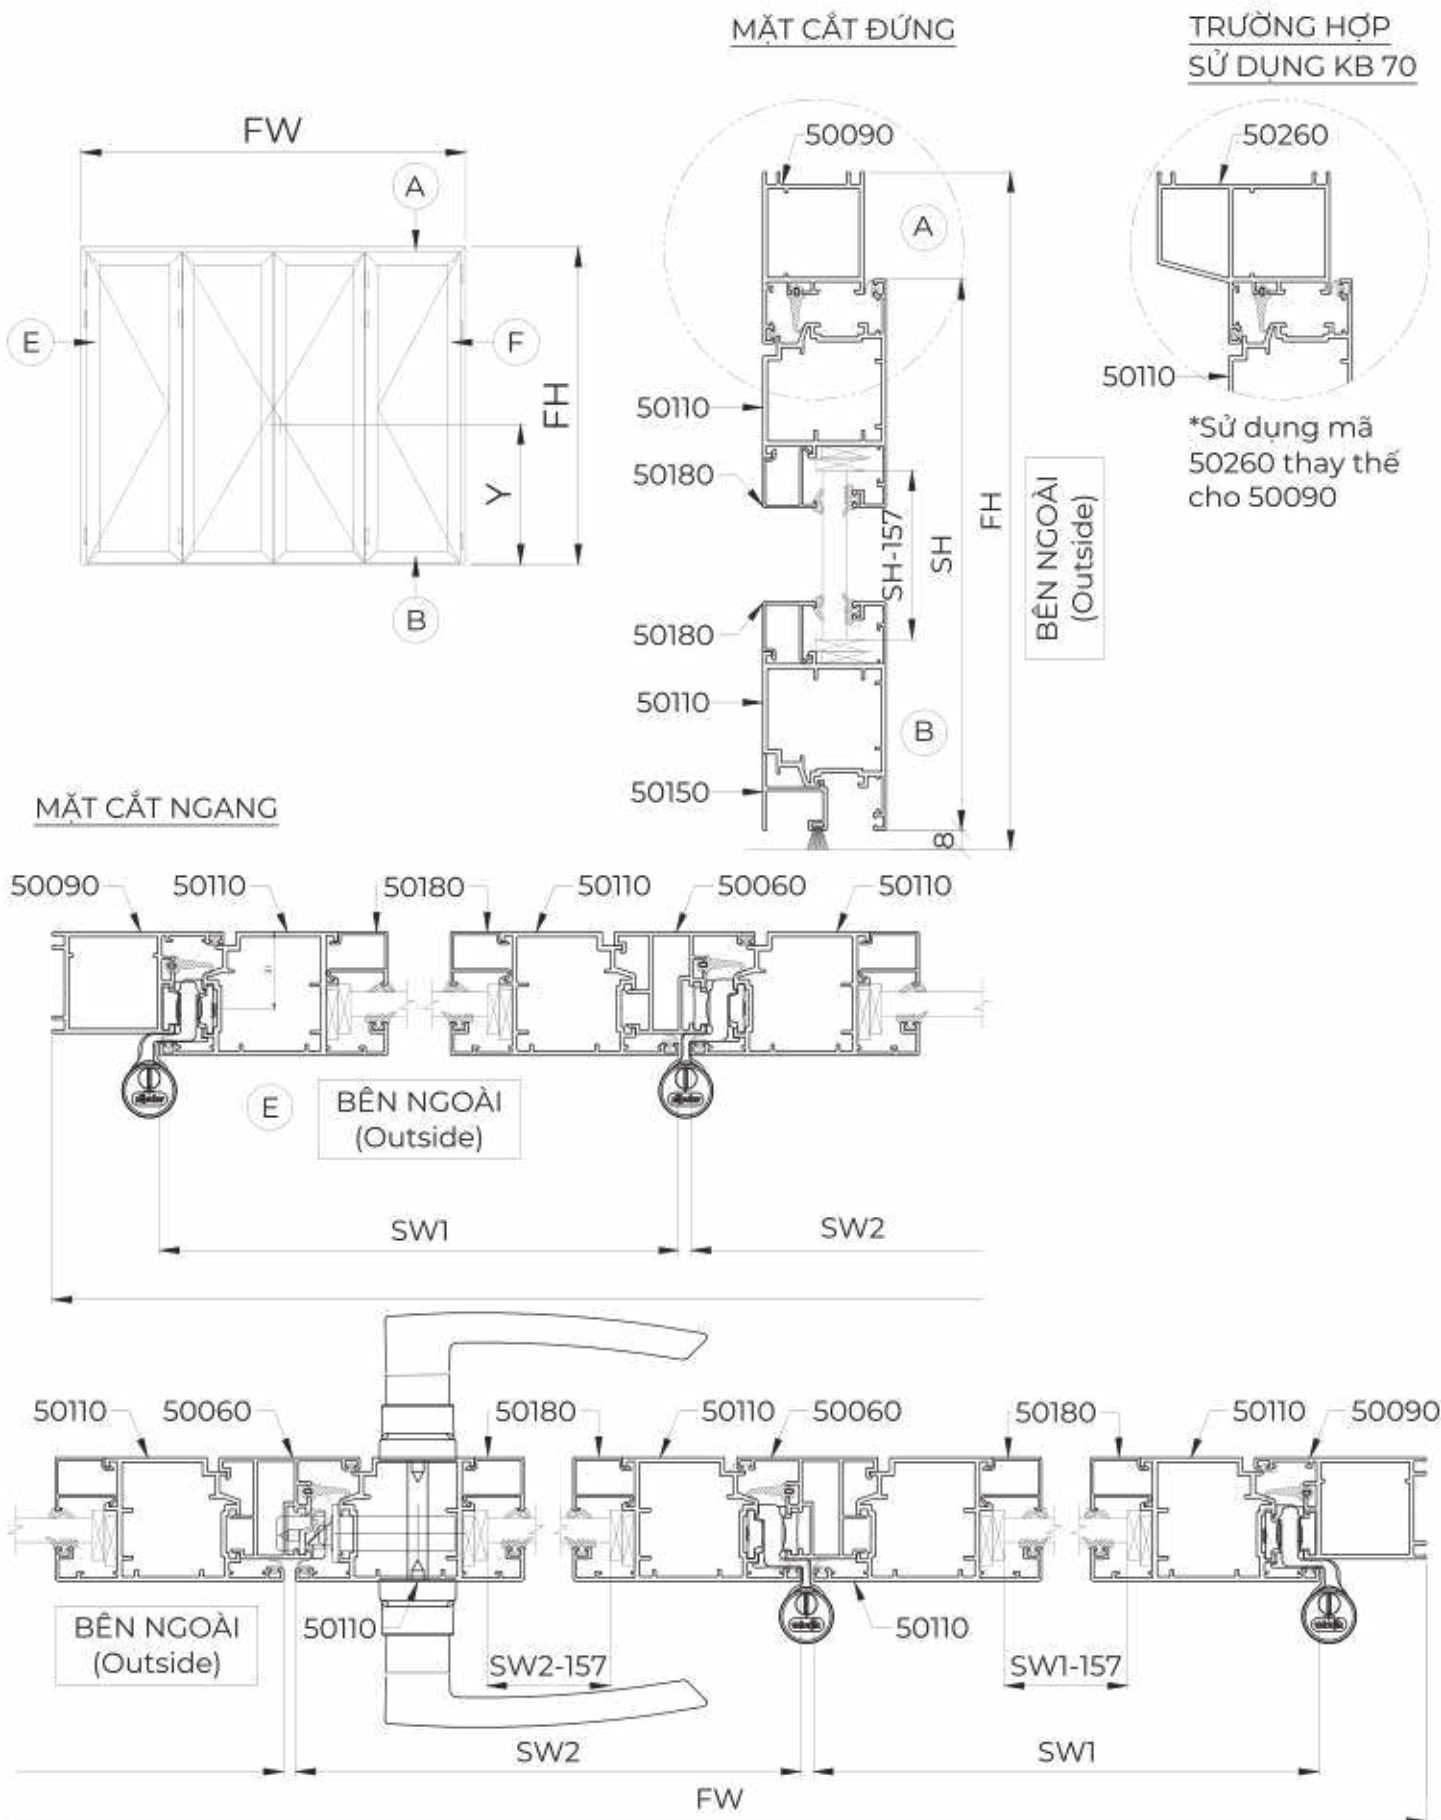 MẶT CẮT ĐỨNG
TRƯỜNG HỢP
SỬ DỤNG KB 70
FW
A
E
F
FH
Y
B
50090
A
50110
50180
SH-157
SH
FH
BÊN NGOÀI
(Outside)
50180
50110
B
50150
8
50260
50110
*Sử dụng mã
50260 thay thế
cho 50090
MẶT CẮT NGANG
50090
50110
50180
50110
50060
50110
E
BÊN NGOÀI
(Outside)
SW1
SW2
50110
50060
50180
50110
50060
50180
50110
50090
BÊN NGOÀI
(Outside)
50110
50110
SW2-157
SW1-157
SW2
SW1
FW